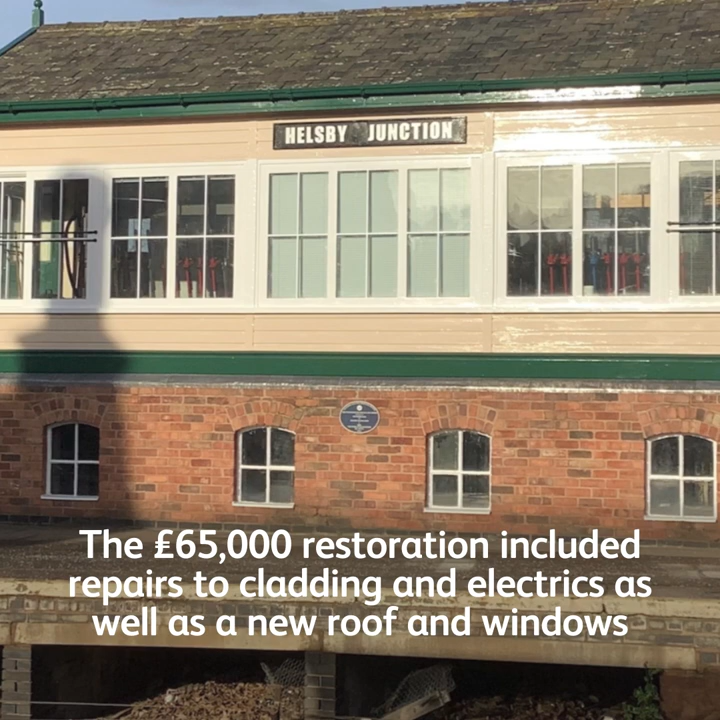 HELSBY JUNCTION
The £65,000 restoration included
repairs to cladding and electrics as
well as a new roof and windows